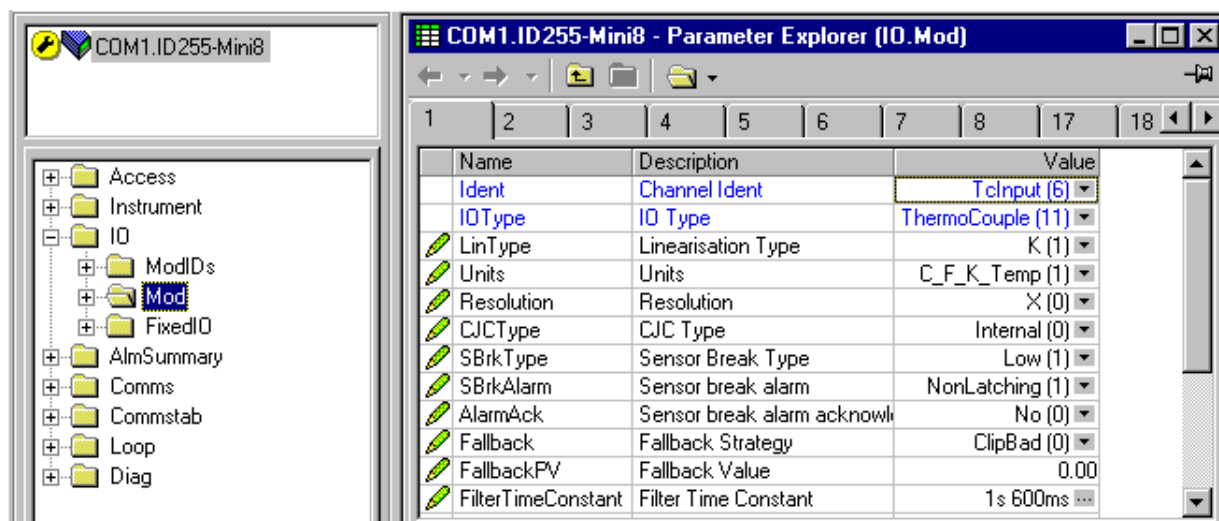 COM1.ID255-Mini8
Access
Instrument
IO
ModIDs
Mod
FixedIO
AlmSummary
Comms
Commstab
Loop
Diag
COM1.ID255-Mini8 - Parameter Explorer (IO.Mod)
1 2 3 4 5 6 7 8 17 18
Name Description Value
Ident Channel Ident TcInput (6)
IOType IO Type ThermoCouple (11)
LinType Linearisation Type K (1)
Units Units C_F_K_Temp (1)
Resolution Resolution X (0)
CJCType CJC Type Internal (0)
SBrkType Sensor Break Type Low (1)
SBrkAlarm Sensor break alarm NonLatching (1)
AlarmAck Sensor break alarm acknowl No (0)
Fallback Fallback Strategy ClipBad (0)
FallbackPV Fallback Value 0.00
FilterTimeConstant Filter Time Constant 1s 600ms